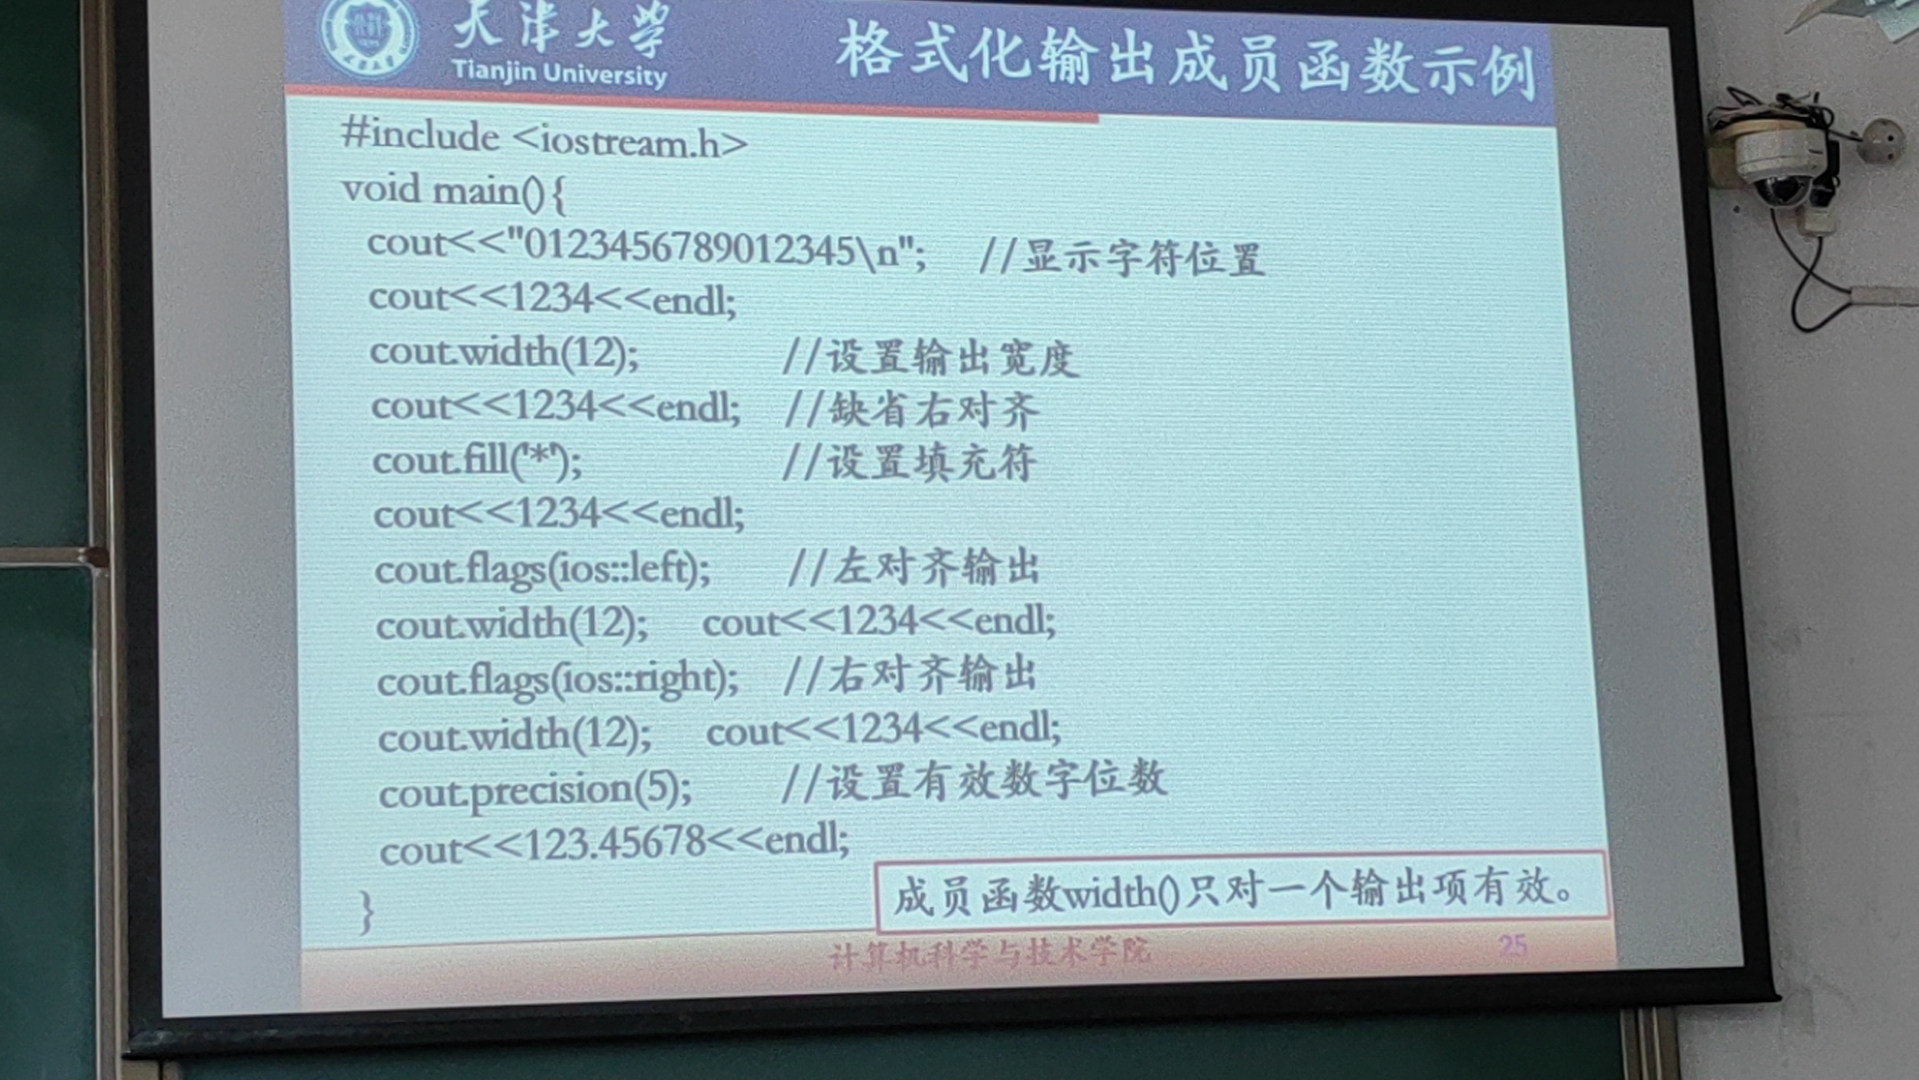 天津大学
Tianjin University
格式化输出成员函数示例
#include <iostream.h>
void main(){
cout<<"0123456789012345\n"; //显示字符位置
cout<<1234<<endl;
cout.width(12); //设置输出宽度
cout<<1234<<endl; //缺省右对齐
cout.fill('*'); //设置填充符
cout<<1234<<endl;
cout.flags(ios::left); //左对齐输出
cout.width(12); cout<<1234<<endl;
cout.flags(ios::right); //右对齐输出
cout.width(12); cout<<1234<<endl;
cout.precision(5); //设置有效数字位数
cout<<123.45678<<endl;
}
成员函数width()只对一个输出项有效。
计算机科学与技术学院
25